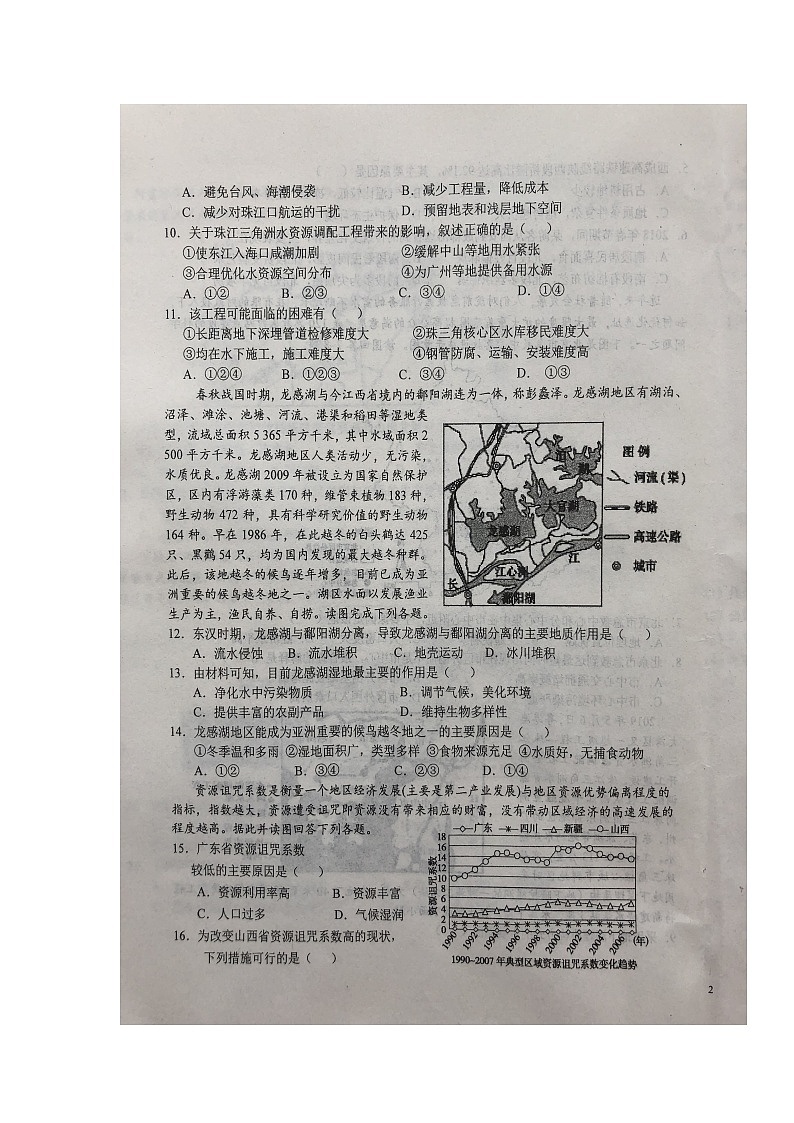 A．避免台风、海潮侵袭 B．减少工程量，降低成本
C．减少对珠江口航运的干扰 D．预留地表和浅层地下空间
10．关于珠江三角洲水资源调配工程带来的影响，叙述正确的是（ ）
①使东江入海口咸潮加剧 ②缓解中山等地用水紧张
③合理优化水资源空间分布 ④为广州等地提供备用水源
A．①② B．②③ C．③④ D．①④
11．该工程可能面临的困难有（ ）
①长距离地下深埋管道检修难度大 ②珠三角核心区水库移民难度大
③均在水下施工，施工难度大 ④钢管防腐、运输、安装难度高
A．①②④ B．①②③ C．③④ D．①③
春秋战国时期，龙感湖与今江西省境内的鄱阳湖连为一体，称彭蠡泽。龙感湖地区有湖泊、
沼泽、滩涂、池塘、河流、港渠和稻田等湿地类
型，流域总面积 5 365 平方千米，其中水域面积 2
500 平方千米。龙感湖地区人类活动少，无污染，
水质优良。龙感湖 2009 年被设立为国家自然保护
区，区内有浮游藻类 170 种，维管束植物 183 种，
野生动物 472 种，具有科学研究价值的野生动物
164 种。早在 1986 年，在此越冬的白头鹤达 425
只、黑鹳 54 只，均为国内发现的最大越冬种群。
此后，该地越冬的候鸟逐年增多，目前已成为亚
洲重要的候鸟越冬地之一。湖区水面以发展渔业
生产为主，渔民自养、自捞。读图完成下列各题。
泊
湖
大官湖
龙感湖
江心洲
长
江
鄱阳湖
图 例
河流（渠）
铁路
高速公路
城市
12．东汉时期，龙感湖与鄱阳湖分离，导致龙感湖与鄱阳湖分离的主要地质作用是（ ）
A．流水侵蚀 B．流水堆积 C．地壳运动 D．冰川堆积
13．由材料可知，目前龙感湖湿地最主要的作用是（ ）
A．净化水中污染物质 B．调节气候，美化环境
C．提供丰富的农副产品 D．维持生物多样性
14．龙感湖地区能成为亚洲重要的候鸟越冬地之一的主要原因是（ ）
①冬季温和多雨 ②湿地面积广，类型多样 ③食物来源充足 ④水质好，无捕食动物
A．①② B．③④ C．②③ D．①④
资源诅咒系数是衡量一个地区经济发展(主要是第二产业发展)与地区资源优势偏离程度的
指标，指数越大，资源遭受诅咒即资源没有带来相应的财富，没有带动区域经济的高速发展的
程度越高。据此并读图回答下列各题。
15．广东省资源诅咒系数
较低的主要原因是（ ）
A．资源利用率高 B．资源丰富
C．人口过多 D．气候湿润
16．为改变山西省资源诅咒系数高的现状，
下列措施可行的是（ ）
广东 四川 新疆 山西
资源诅咒系数
18
16
14
12
10
8
6
4
2
0
1990 1992 1994 1996 1998 2000 2002 2004 2006 (年)
1990~2007 年典型区域资源诅咒系数变化趋势
2